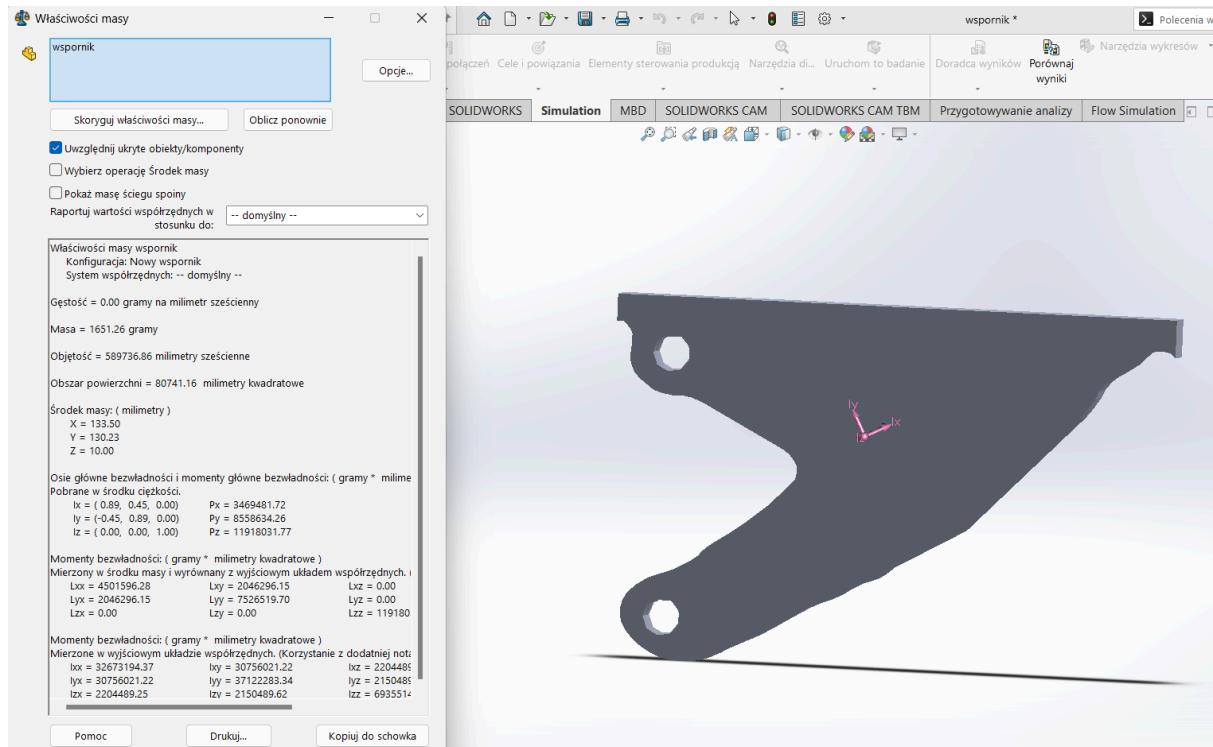 Właściwości masy
wspornik
Opcje...
Skoryguj właściwości masy...
Oblicz ponownie
Uwzględnij ukryte obiekty/komponenty
Wybierz operację Środek masy
Pokaż masę ściegu spoiny
Raportuj wartości współrzędnych w stosunku do:
-- domyślny --
Właściwości masy wspornik
Konfiguracja: Nowy wspornik
System współrzędnych: -- domyślny --
Gęstość = 0.00 gramy na milimetr sześcienny
Masa = 1651.26 gramy
Objętość = 589736.86 milimetry sześcienne
Obszar powierzchni = 80741.16 milimetry kwadratowe
Środek masy: ( milimetry )
X = 133.50
Y = 130.23
Z = 10.00
Osie główne bezwładności i momenty główne bezwładności: ( gramy * milime
Pobrane w środku ciężkości.
Ix = ( 0.89, 0.45, 0.00) Px = 3469481.72
Iy = (-0.45, 0.89, 0.00) Py = 8558634.26
Iz = ( 0.00, 0.00, 1.00) Pz = 11918031.77
Momenty bezwładności: ( gramy * milimetry kwadratowe )
Mierzony w środku masy i wyrównany z wyjściowym układem współrzędnych. (
Lxx = 4501596.28 Lxy = 2046296.15 Lxz = 0.00
Lyx = 2046296.15 Lyy = 7526519.70 Lyz = 0.00
Lzx = 0.00 Lzy = 0.00 Lzz = 119180
Momenty bezwładności: ( gramy * milimetry kwadratowe )
Mierzone w wyjściowym układzie współrzędnych. (Korzystanie z dodatniej nota
Ixx = 32673194.37 Ixy = 30756021.22 Ixz = 220448
Iyx = 30756021.22 Iyy = 37122283.34 Iyz = 215048
Izx = 2204489.25 Izy = 2150489.62 Izz = 693551
Pomoc
Drukuj...
Kopiuj do schowka
wspornik *
Polecenia w
połączeń
Cele i powiązania
Elementy sterowania produkcją
Narzędzia di...
Uruchom to badanie
Doradca wyników
Porównaj wyniki
Narzędzia wykresów
SOLIDWORKS
Simulation
MBD
SOLIDWORKS CAM
SOLIDWORKS CAM TBM
Przygotowywanie analizy
Flow Simulation
Iy
Ix
Iz